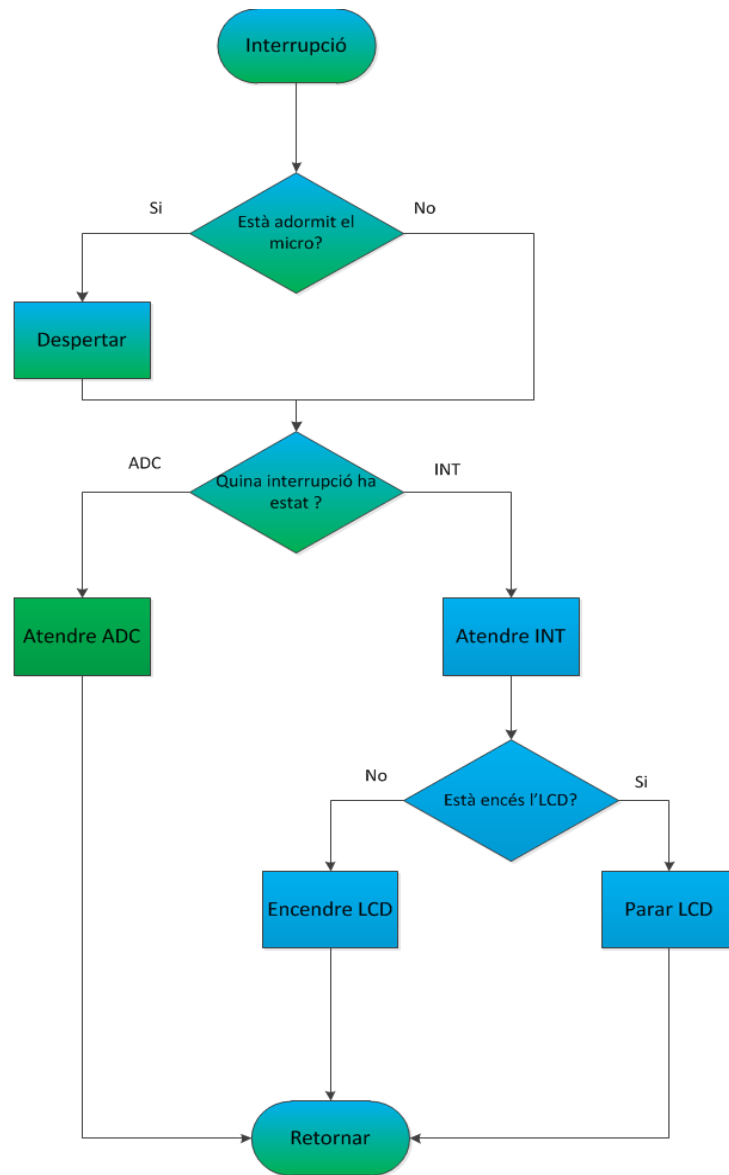 Interrupció
Si
No
Està adormit el
micro?
Despertar
ADC
INT
Quina interrupció ha
estat ?
Atendre ADC
Atendre INT
No
Si
Està encés l’LCD?
Encendre LCD
Parar LCD
Retornar